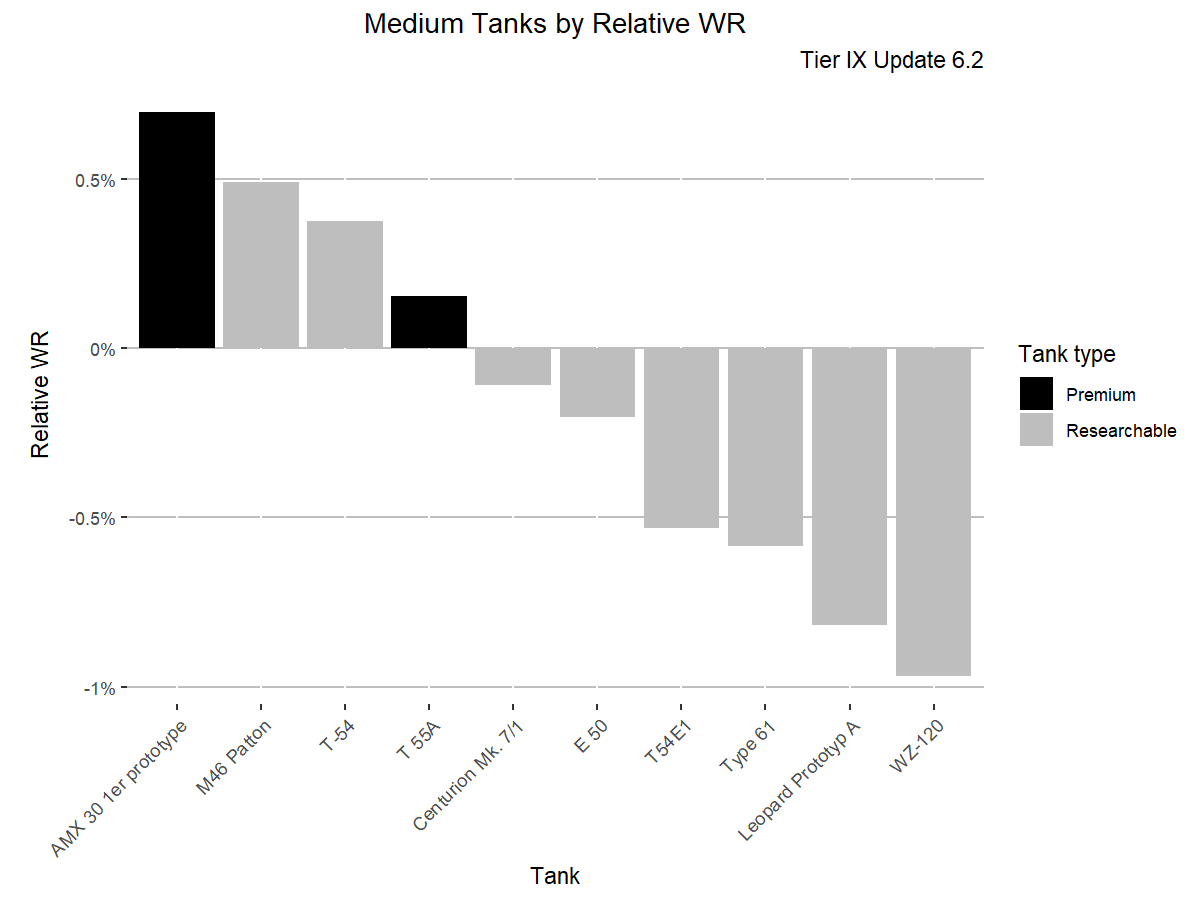 Medium Tanks by Relative WR
Tier IX Update 6.2
Relative WR
0.5%
0%
-0.5%
-1%
AMX 30 1er prototype
M46 Patton
T-54
T 55A
Centurion Mk. 7/1
E 50
T54E1
Type 61
Leopard Prototyp A
WZ-120
Tank
Tank type
Premium
Researchable